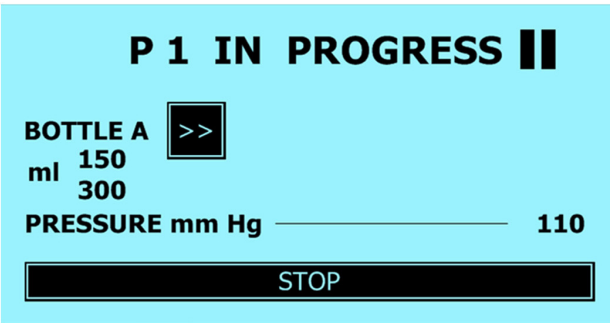 P 1 IN PROGRESS
BOTTLE A >>
ml 150
300
PRESSURE mm Hg 110
STOP